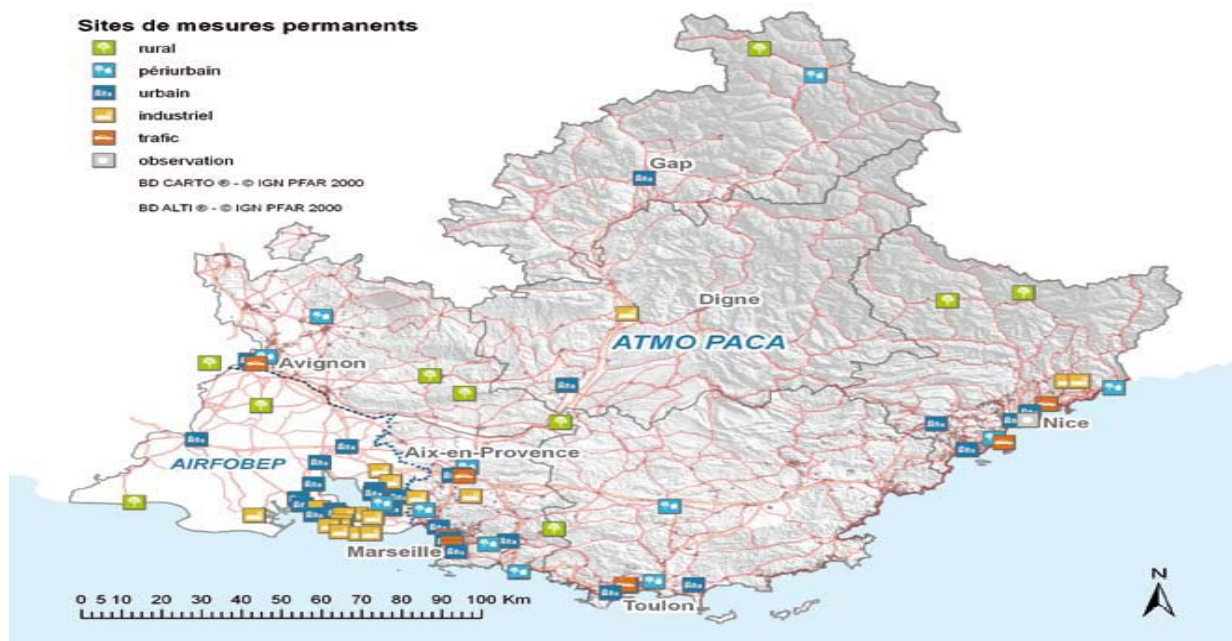 Sites de mesures permanents
rural
périurbain
urbain
industriel
trafic
observation
BD CARTO ® - © IGN PFAR 2000
BD ALTI ® - © IGN PFAR 2000
Gap
Digne
ATMO PACA
Avignon
Nice
Aix-en-Provence
AIRFOBEP
Marseille
Toulon
0 5 10 20 30 40 50 60 70 80 90 100 Km
N